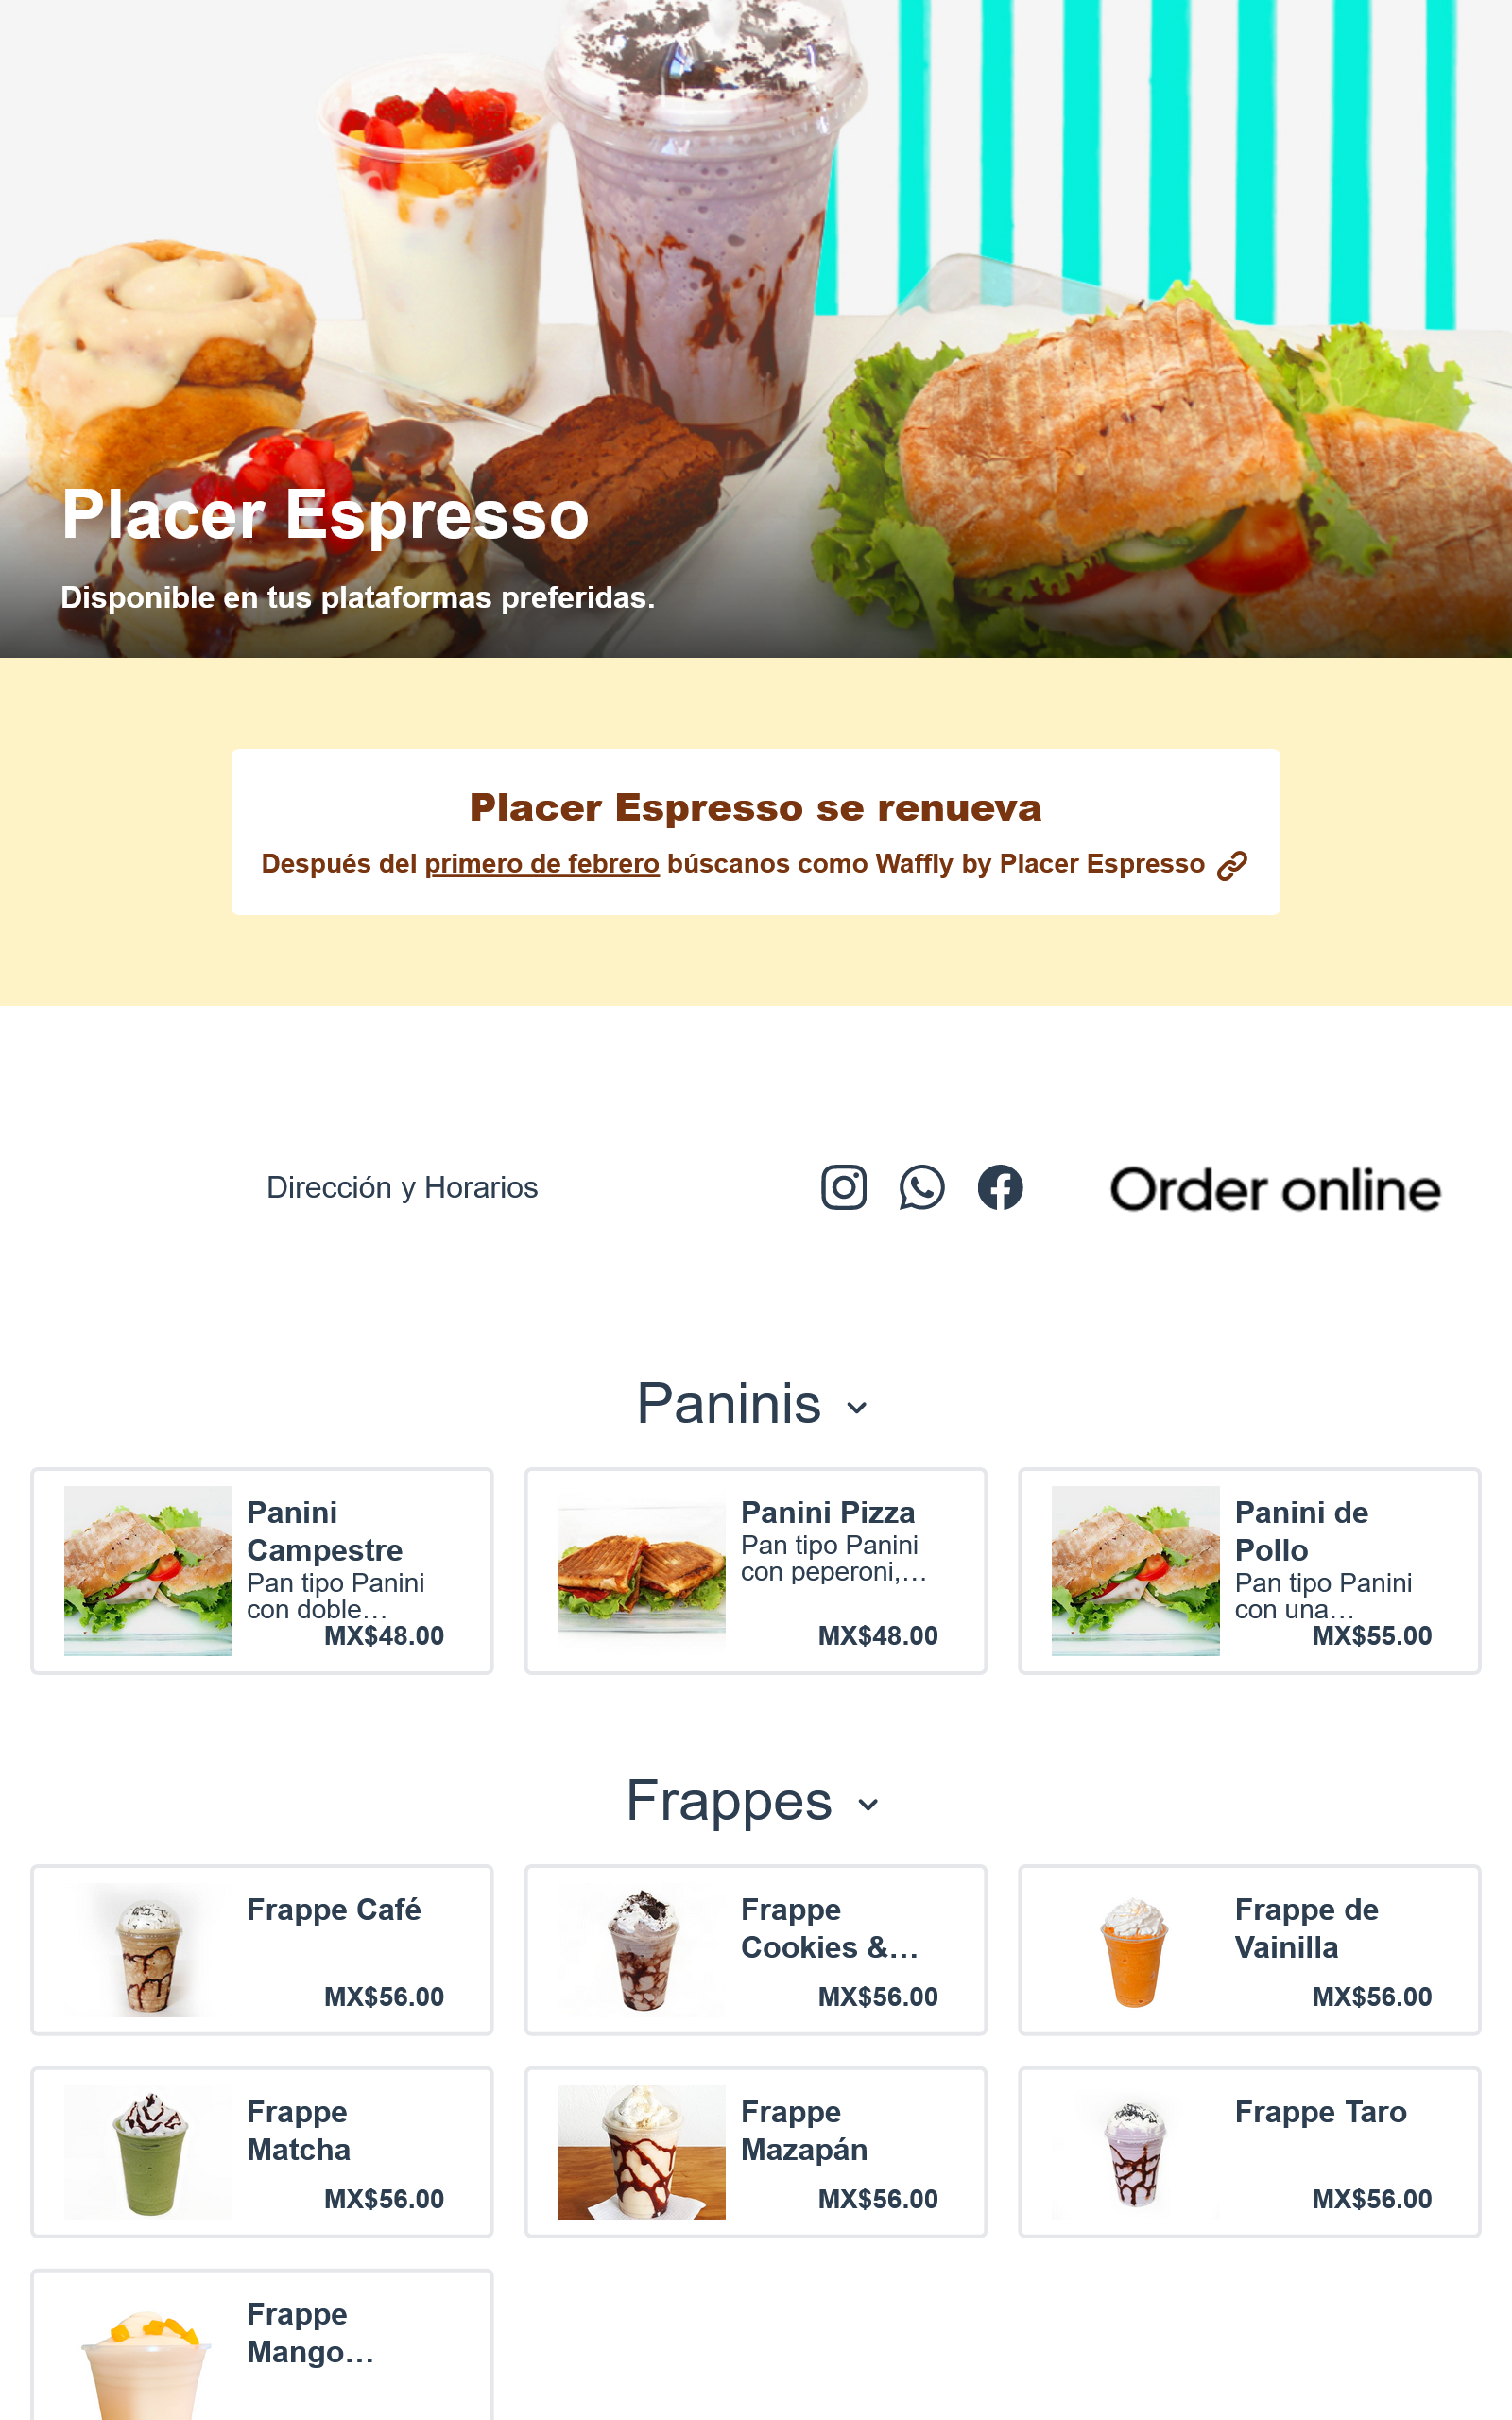 Placer Espresso
Disponible en tus plataformas preferidas.
Placer Espresso se renueva
Después del primero de febrero búscanos como Waffly by Placer Espresso
Dirección y Horarios
Order online
Paninis
Panini
Campestre
Pan tipo Panini
con doble…
MX$48.00
Panini Pizza
Pan tipo Panini
con peperoni,…
MX$48.00
Panini de
Pollo
Pan tipo Panini
con una…
MX$55.00
Frappes
Frappe Café
MX$56.00
Frappe
Cookies &…
MX$56.00
Frappe de
Vainilla
MX$56.00
Frappe
Matcha
MX$56.00
Frappe
Mazapán
MX$56.00
Frappe Taro
MX$56.00
Frappe
Mango…